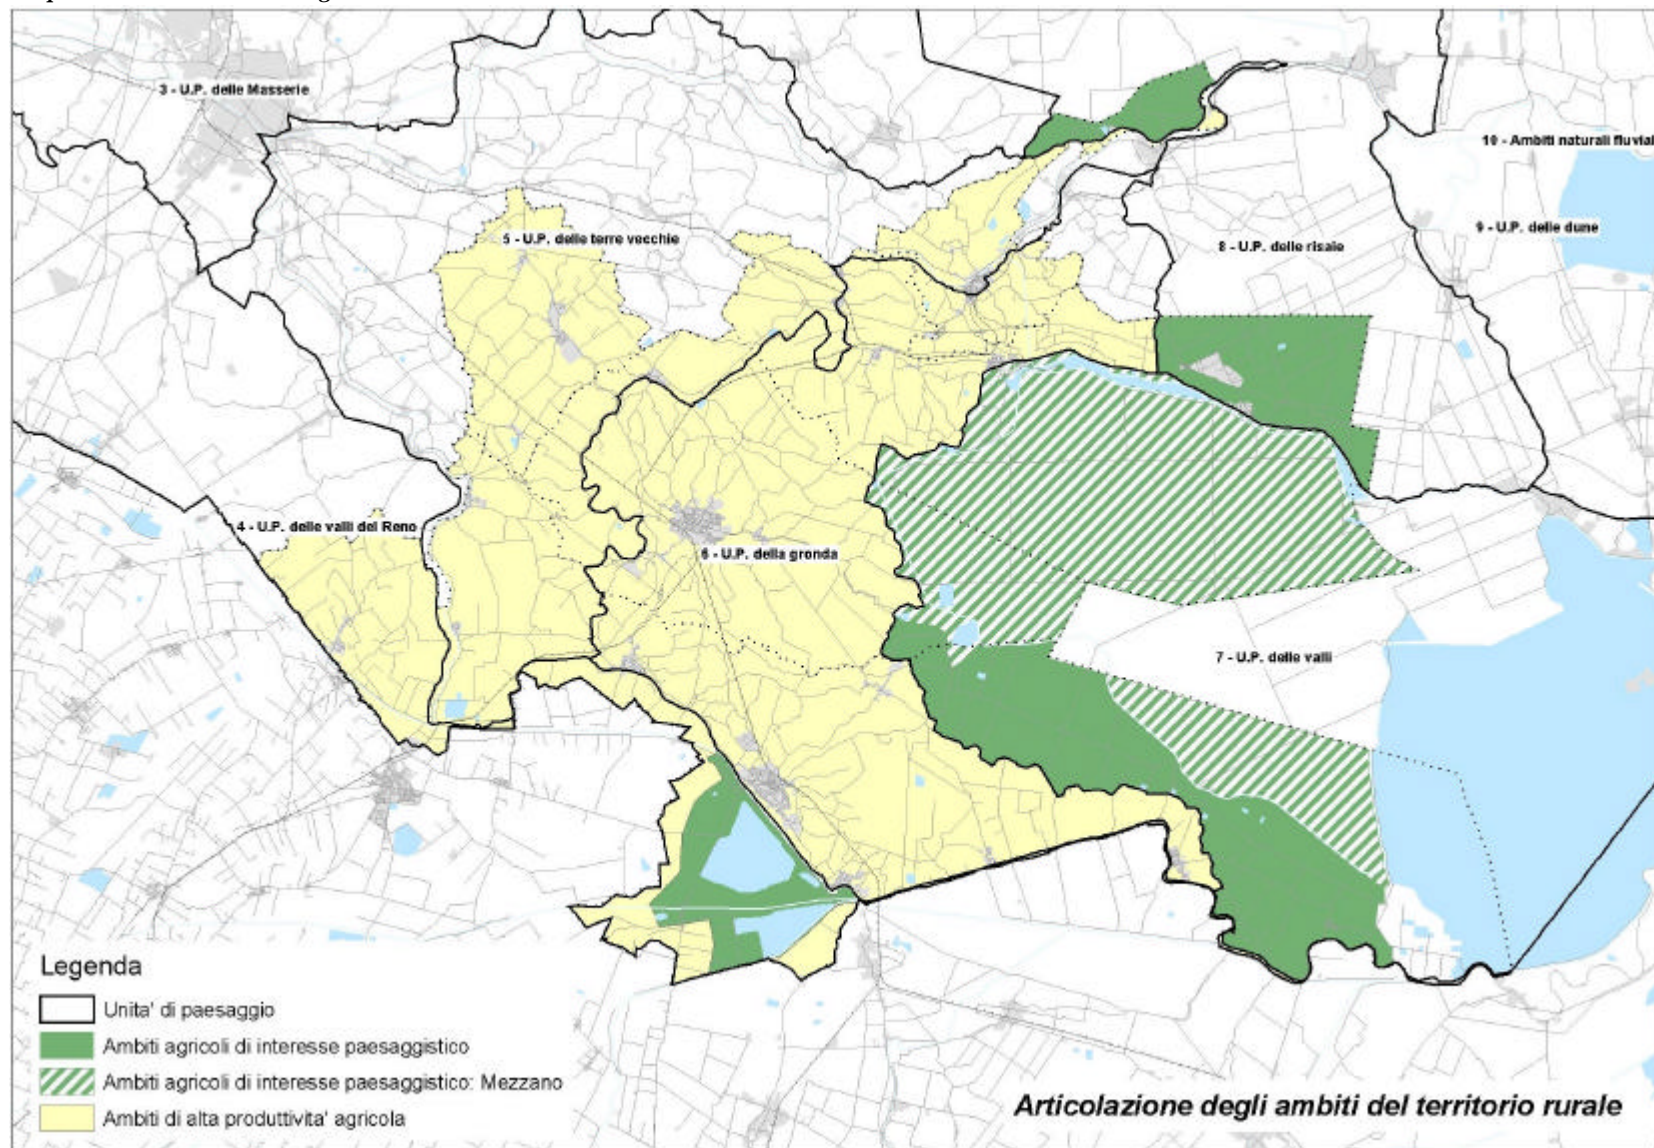 3 - U.P. delle Masserie
10 - Ambiti naturali fluvial
5 - U.P. delle terre vecchie
8 - U.P. delle risaie
9 - U.P. delle dune
4 - U.P. delle valli del Reno
6 - U.P. della gronda
7 - U.P. delle valli
Legenda
Unita' di paesaggio
Ambiti agricoli di interesse paesaggistico
Ambiti agricoli di interesse paesaggistico: Mezzano
Ambiti di alta produttivita' agricola
Articolazione degli ambiti del territorio rurale